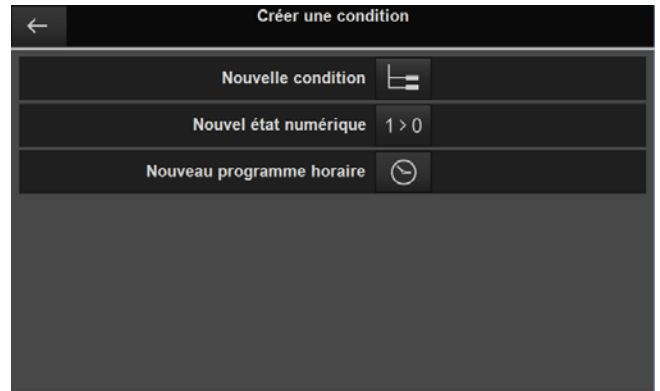 Créer une condition
Nouvelle condition
Nouvel état numérique 1 > 0
Nouveau programme horaire